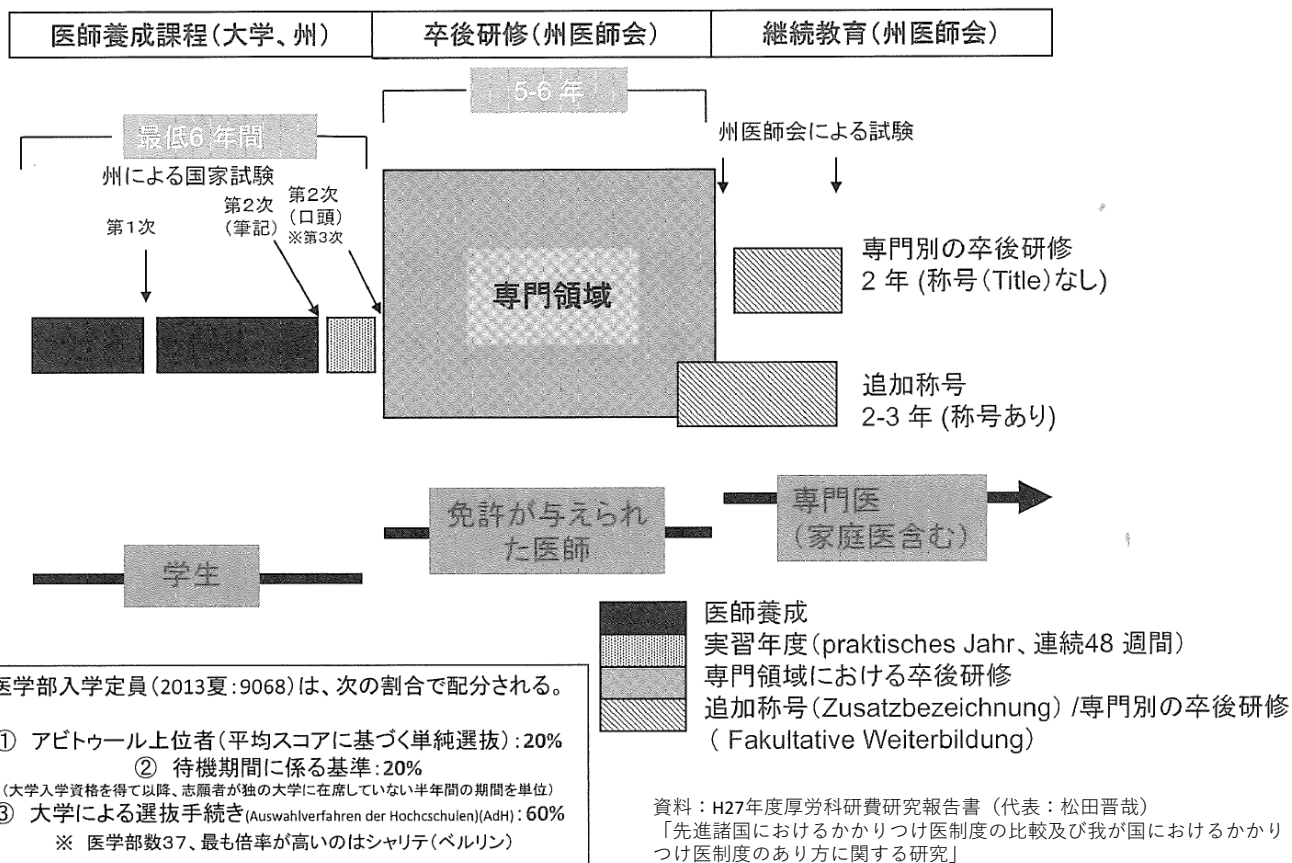 医師養成課程(大学、州)
卒後研修(州医師会)
継続教育(州医師会)
5-6 年
最低6 年間
州医師会による試験
州による国家試験
第1次
第2次
(筆記)
第2次
(口頭)
※第3次
専門領域
専門別の卒後研修
2 年 (称号(Title)なし)
追加称号
2-3 年 (称号あり)
学生
免許が与えられ
た医師
専門医
(家庭医含む)
医師養成
実習年度(praktisches Jahr、連続48 週間)
専門領域における卒後研修
追加称号(Zusatzbezeichnung) /専門別の卒後研修
( Fakultative Weiterbildung)
医学部入学定員(2013夏:9068)は、次の割合で配分される。
① アビトゥール上位者(平均スコアに基づく単純選抜):20%
② 待機期間に係る基準:20%
(大学入学資格を得て以降、志願者が独の大学に在席していない半年間の期間を単位)
③ 大学による選抜手続き(Auswahlverfahren der Hochcschulen)(AdH):60%
※ 医学部数37、最も倍率が高いのはシャリテ(ベルリン)
資料:H27年度厚労科研費研究報告書(代表:松田晋哉)
「先進諸国におけるかかりつけ医制度の比較及び我が国におけるかかり
つけ医制度のあり方に関する研究」